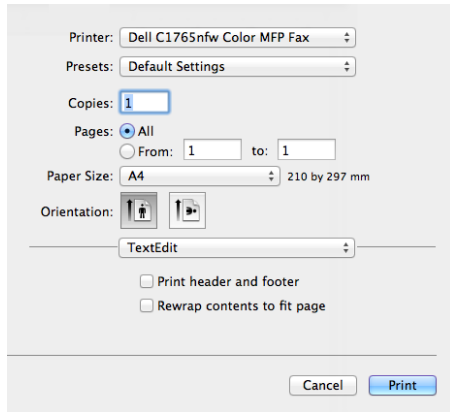 Printer: Dell C1765nfw Color MFP Fax
Presets: Default Settings
Copies: 1
Pages: All
From: 1 to: 1
Paper Size: A4 210 by 297 mm
Orientation:
TextEdit
Print header and footer
Rewrap contents to fit page
Cancel Print